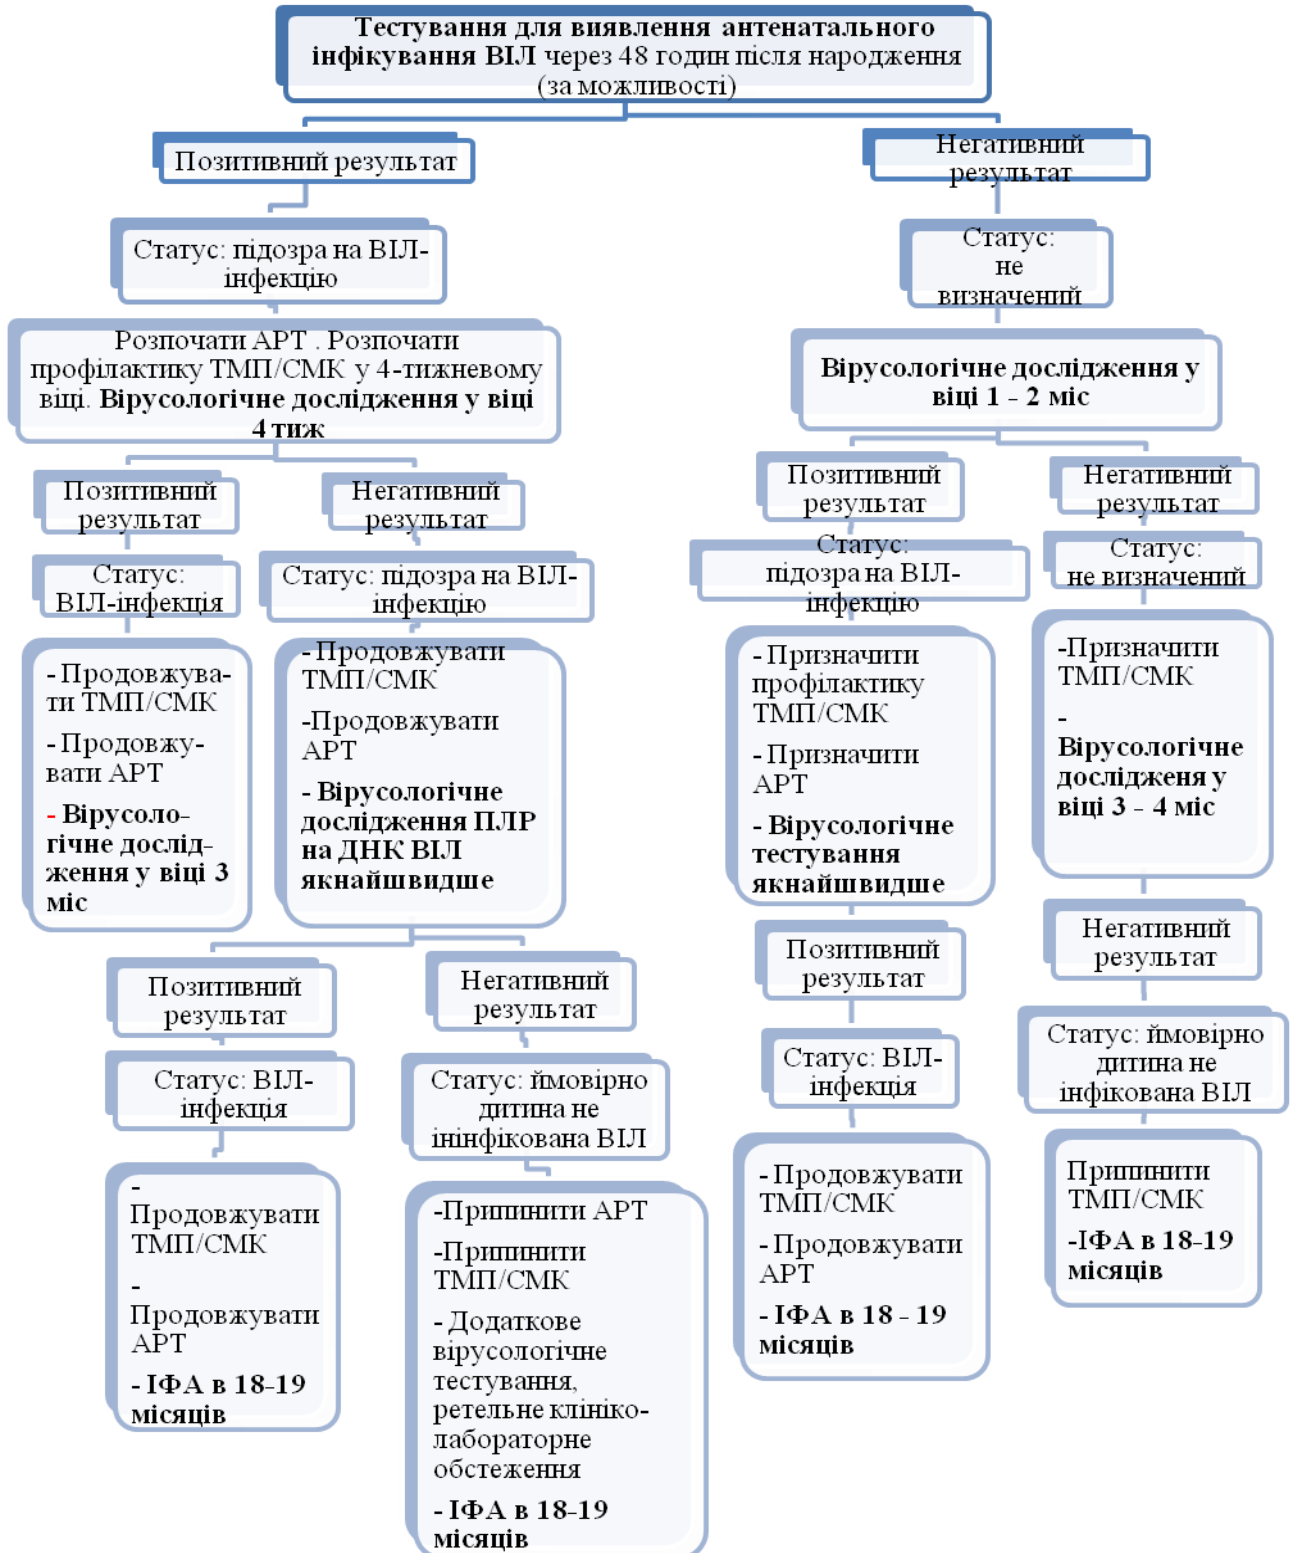 Тестування для виявлення антенатального
інфікування ВІЛ через 48 годин після народження
(за можливості)
Позитивний результат
Негативний
результат
Статус: підозра на ВІЛ-
інфекцію
Статус:
не
визначений
Розпочати АРТ . Розпочати
профілактику ТМП/СМК у 4-тижневому
віці. Вірусологічне дослідження у віці
4 тиж
Вірусологічне дослідження у
віці 1 - 2 міс
Позитивний
результат
Негативний
результат
Позитивний
результат
Негативний
результат
Статус:
ВІЛ-інфекція
Статус: підозра на ВІЛ-
інфекцію
Статус:
підозра на ВІЛ-
інфекцію
Статус:
не визначений
- Продовжува-
ти ТМП/СМК
- Продовжу-
вати АРТ
- Вірусоло-
гічне дослід-
ження у віці 3
міс
- Продовжувати
ТМП/СМК
-Продовжувати
АРТ
- Вірусологічне
дослідження ПЛР
на ДНК ВІЛ
якнайшвидше
- Призначити
профілактику
ТМП/СМК
- Призначити
АРТ
- Вірусологічне
тестування
якнайшвидше
-Призначити
ТМП/СМК
-
Вірусологічне
дослідженя у
віці 3 - 4 міс
Позитивний
результат
Негативний
результат
Позитивний
результат
Негативний
результат
Статус: ВІЛ-
інфекція
Статус: ймовірно
дитина не
інінфікована ВІЛ
Статус: ВІЛ-
інфекція
Статус: ймовірно
дитина не
інфікована ВІЛ
-
Продовжувати
ТМП/СМК
-
Продовжувати
АРТ
- ІФА в 18-19
місяців
-Припинити АРТ
-Припинити
ТМП/СМК
- Додаткове
вірусологічне
тестування,
ретельне клініко-
лабораторне
обстеження
- ІФА в 18-19
місяців
- Продовжувати
ТМП/СМК
- Продовжувати
АРТ
- ІФА в 18 - 19
місяців
Припинити
ТМП/СМК
-ІФА в 18-19
місяців